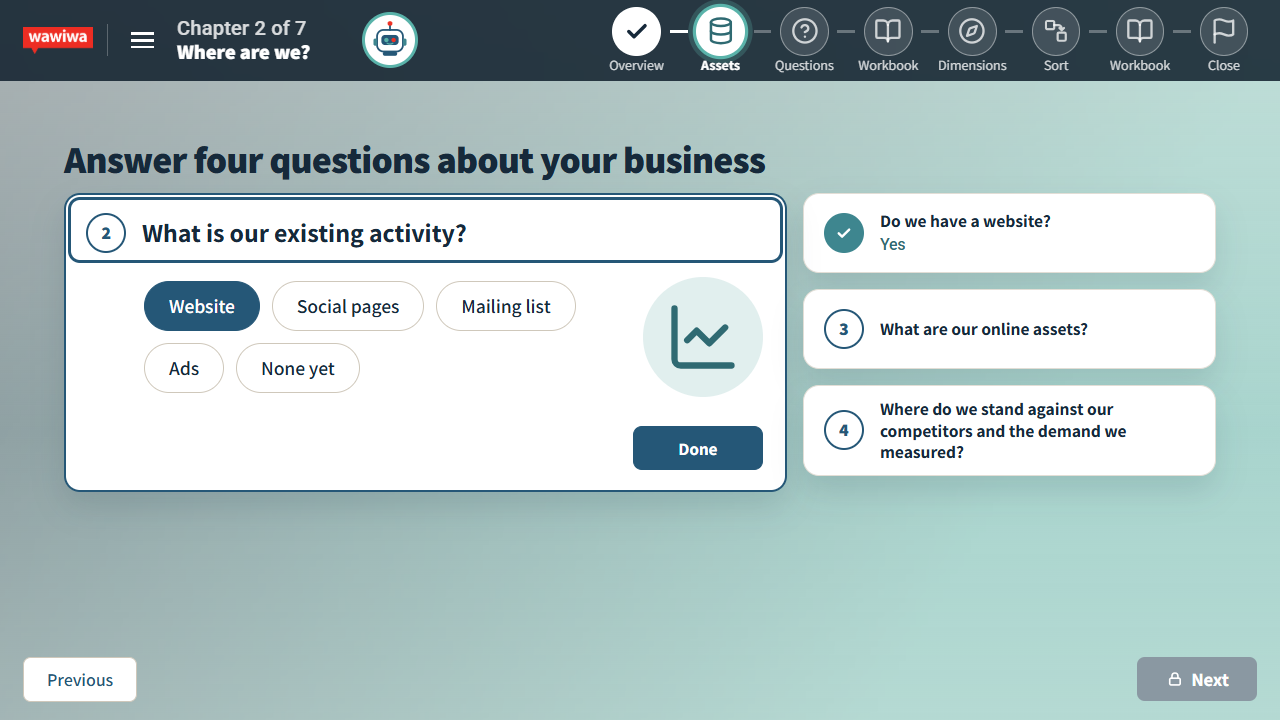 wawiwa
Chapter 2 of 7
Where are we?
Overview
Assets
Questions
Workbook
Dimensions
Sort
Workbook
Close
Answer four questions about your business
2
What is our existing activity?
Website
Social pages
Mailing list
Ads
None yet
Done
Do we have a website?
Yes
3
What are our online assets?
4
Where do we stand against our
competitors and the demand we
measured?
Previous
Next